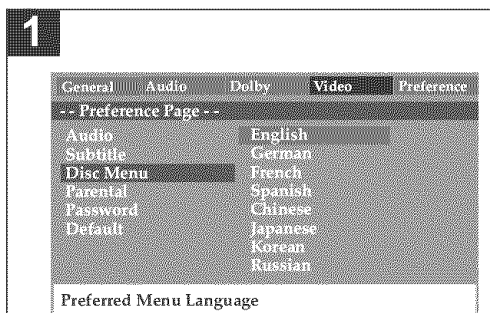 1
General Audio Dolby Video Preference
-- Preference Page --
Audio English
Subtitle German
Disc Menu French
Parental Spanish
Password Chinese
Default Japanese
Korean
Russian
Preferred Menu Language